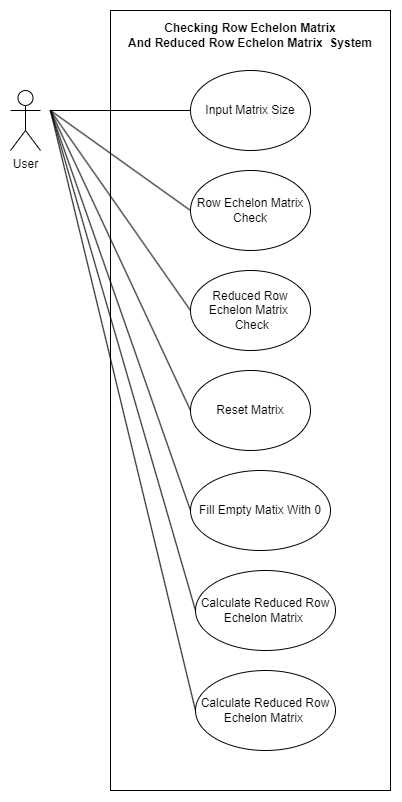 Checking Row Echelon Matrix
And Reduced Row Echelon Matrix  System
User
Input Matrix Size
Row Echelon Matrix
Check
Reduced Row
Echelon Matrix
Check
Reset Matrix
Fill Empty Matix With 0
Calculate Reduced Row
Echelon Matrix
Calculate Reduced Row
Echelon Matrix